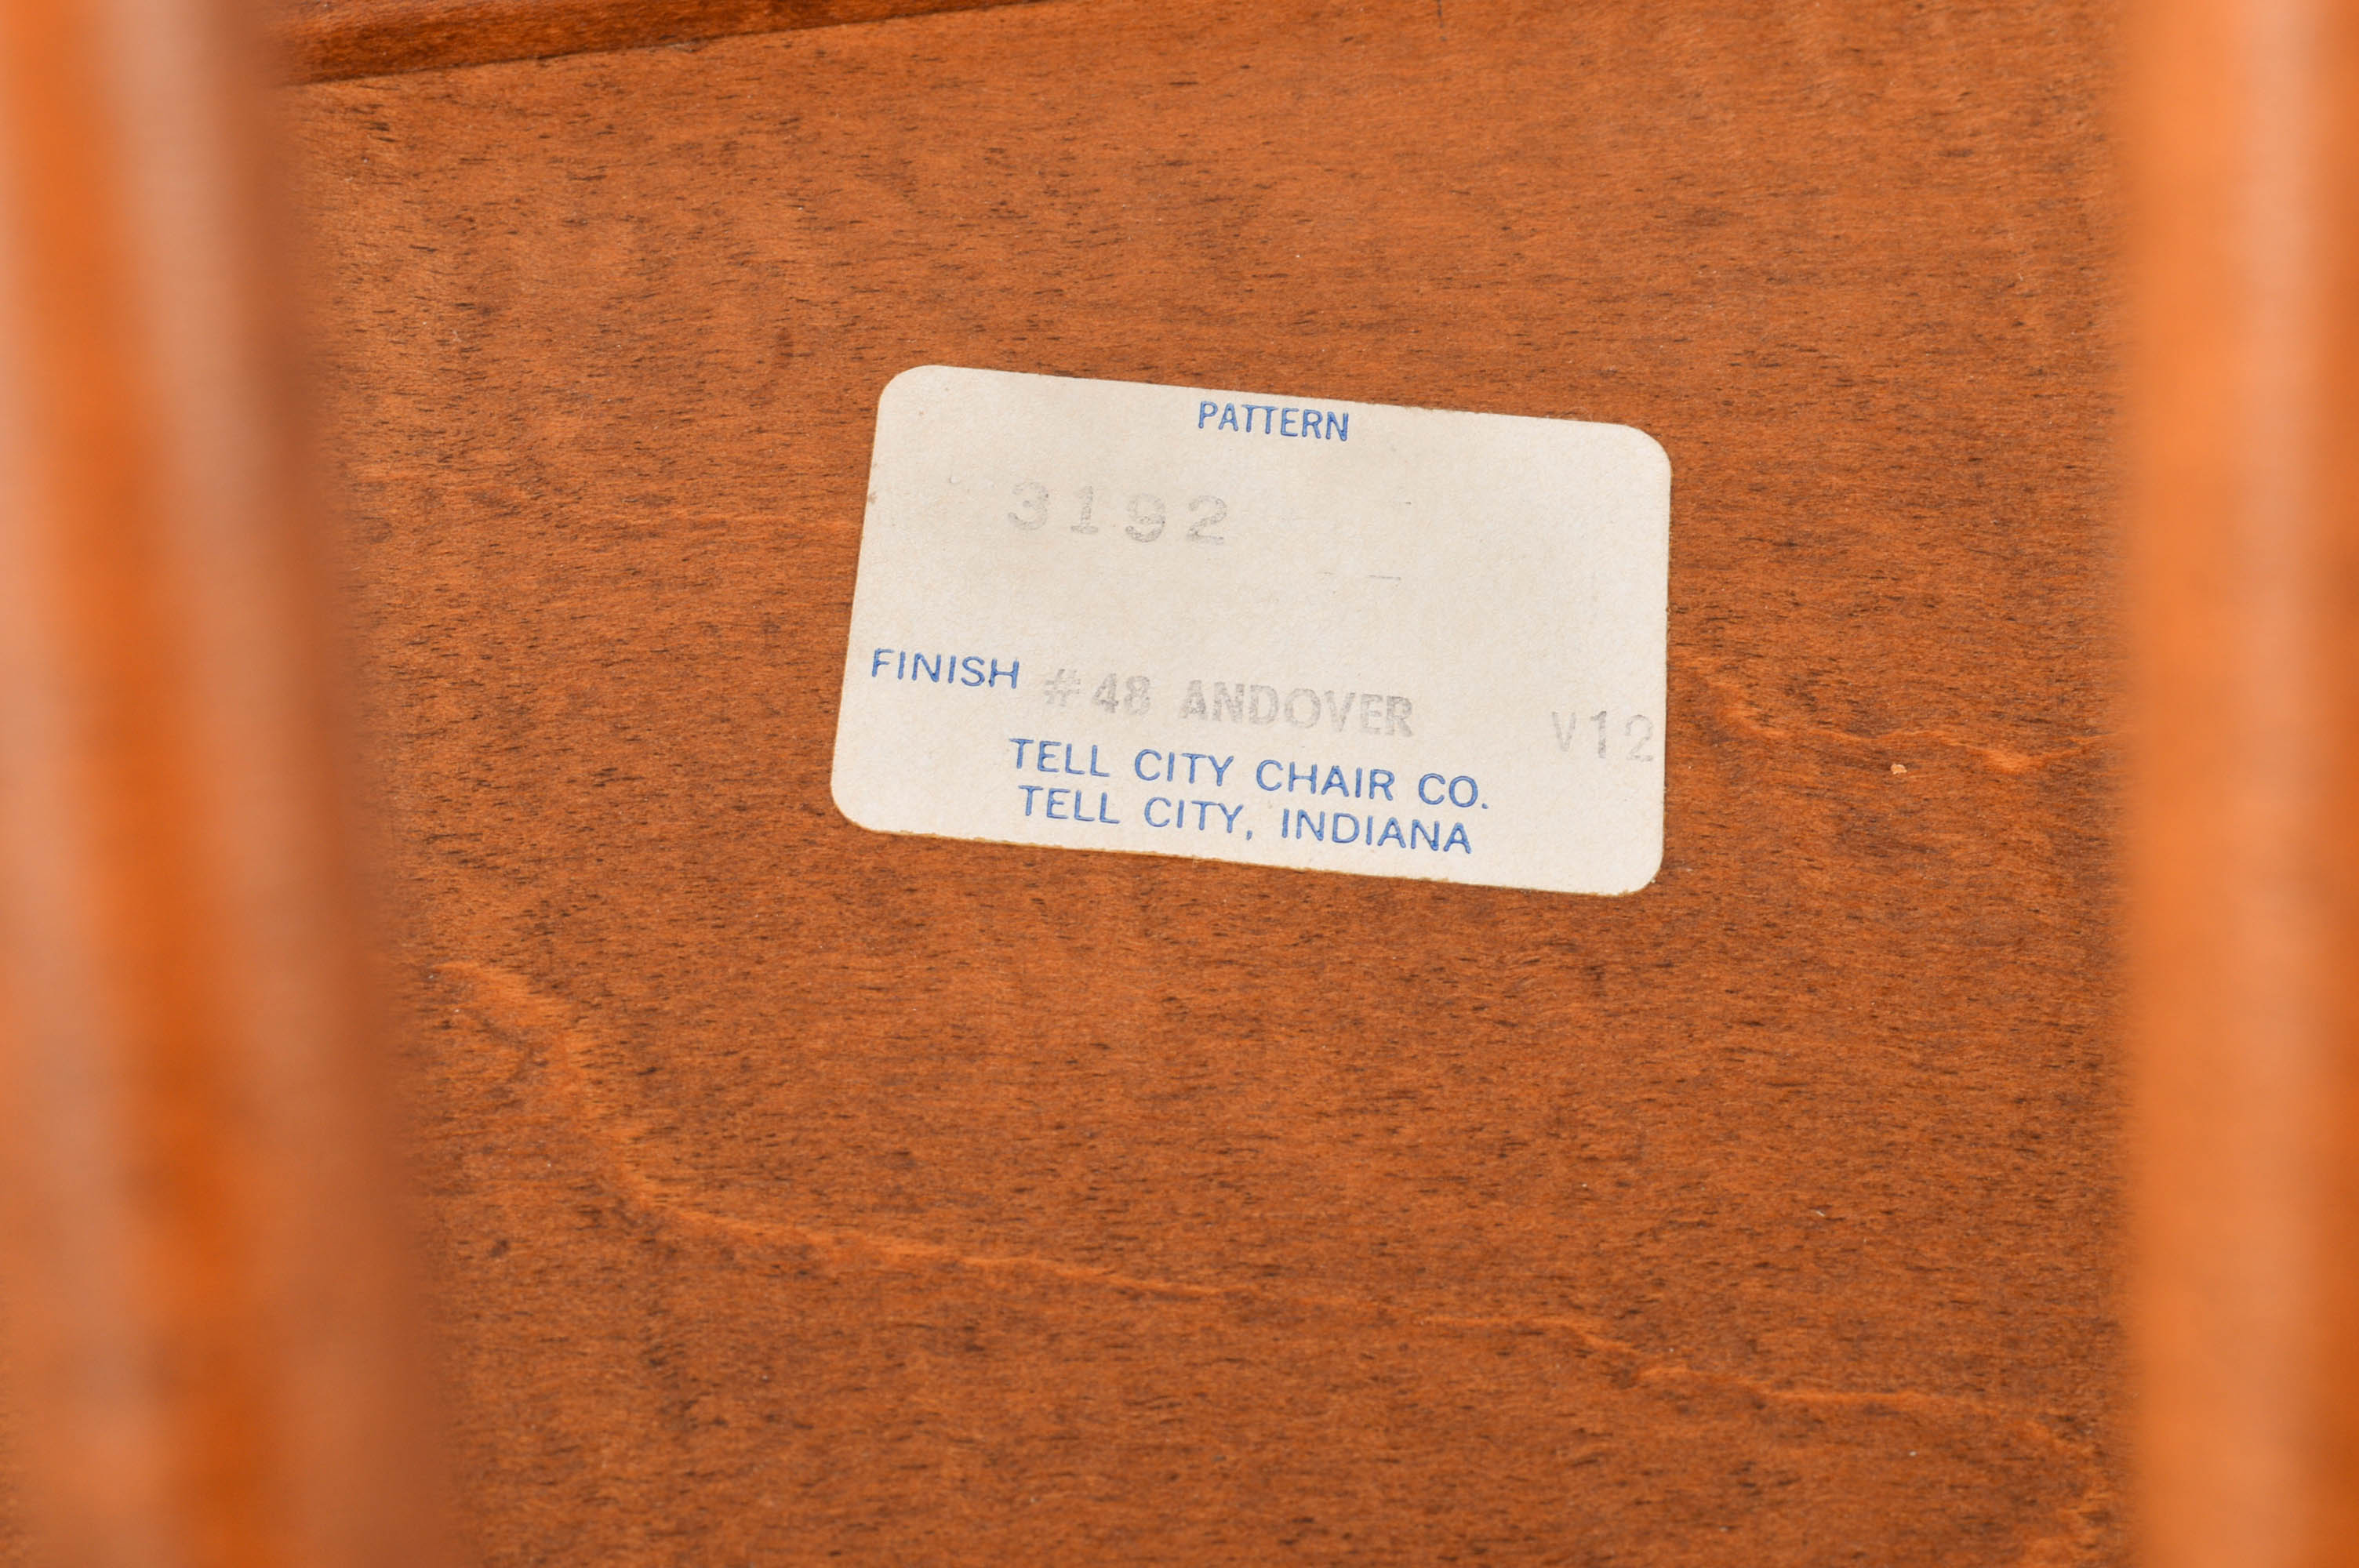 PATTERN
3192
FINISH #48 ANDOVER V12
TELL CITY CHAIR CO.
TELL CITY, INDIANA